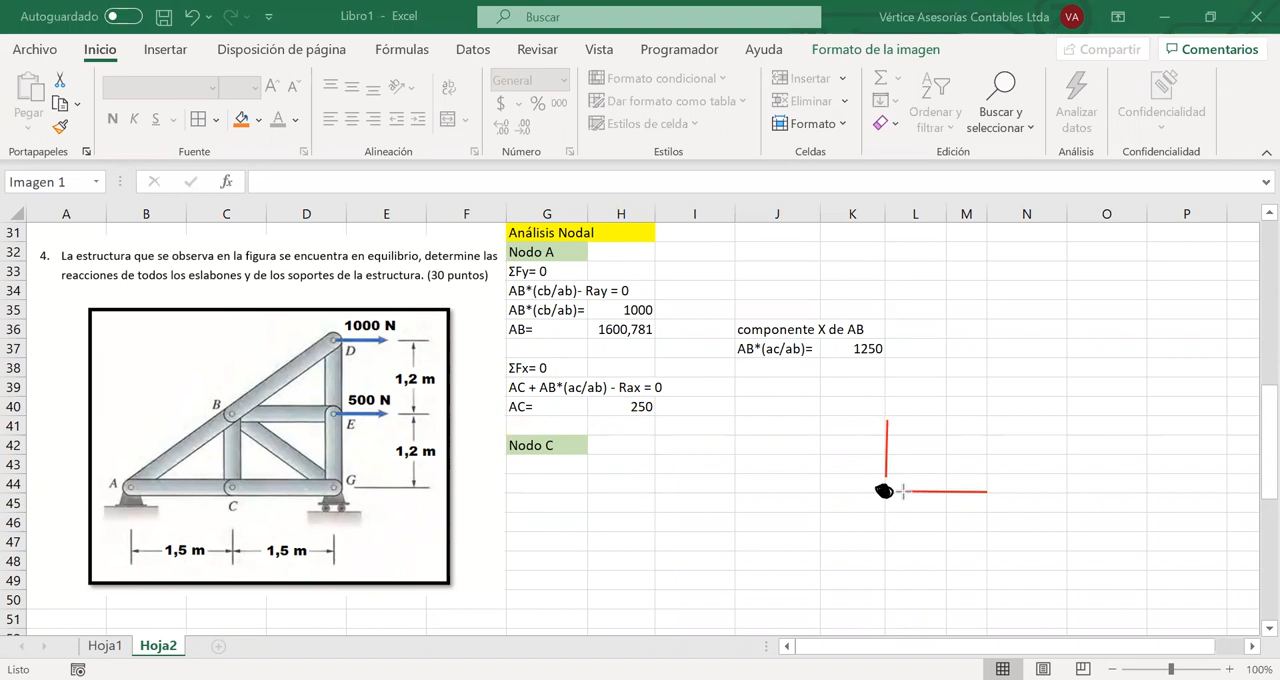 Autoguardado
Libro1 - Excel
Buscar
Vértice Asesorías Contables Ltda
VA
Archivo Inicio Insertar Disposición de página Fórmulas Datos Revisar Vista Programador Ayuda Formato de la imagen
Compartir
Comentarios
Pegar
N K S
A A
General
$ % 000
Formato condicional
Dar formato como tabla
Estilos de celda
Insertar
Eliminar
Formato
Ordenar y filtrar
Buscar y seleccionar
Analizar datos
Confidencialidad
Portapapeles Fuente Alineación Número Estilos Celdas Edición Análisis Confidencialidad
Imagen 1
fx
A B C D E F G H I J K L M N O P
31 Análisis Nodal
32 Nodo A
33 ΣFy= 0
34 AB*(cb/ab)- Ray = 0
35 AB*(cb/ab)= 1000
36 AB= 1600,781 componente X de AB
37 AB*(ac/ab)= 1250
38 ΣFx= 0
39 AC + AB*(ac/ab) - Rax = 0
40 AC= 250
41
42 Nodo C
43
44
45
46
47
48
49
50
51
4. La estructura que se observa en la figura se encuentra en equilibrio, determine las
reacciones de todos los eslabones y de los soportes de la estructura. (30 puntos)
1000 N
D
1,2 m
B
500 N
E
1,2 m
A
G
C
1,5 m
1,5 m
Hoja1 Hoja2
Listo
100%